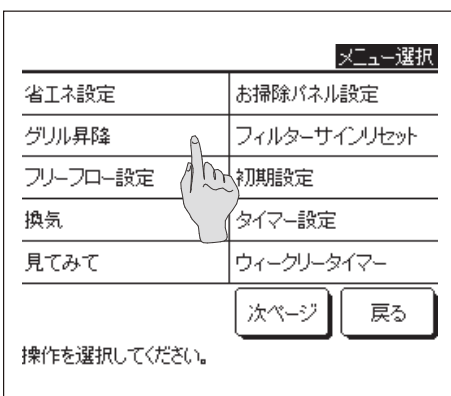 メニュー選択
省エネ設定 お掃除パネル設定
グリル昇降 フィルターサインリセット
フリーフロー設定 初期設定
換気 タイマー設定
見てみて ウィークリータイマー
次ページ 戻る
操作を選択してください。